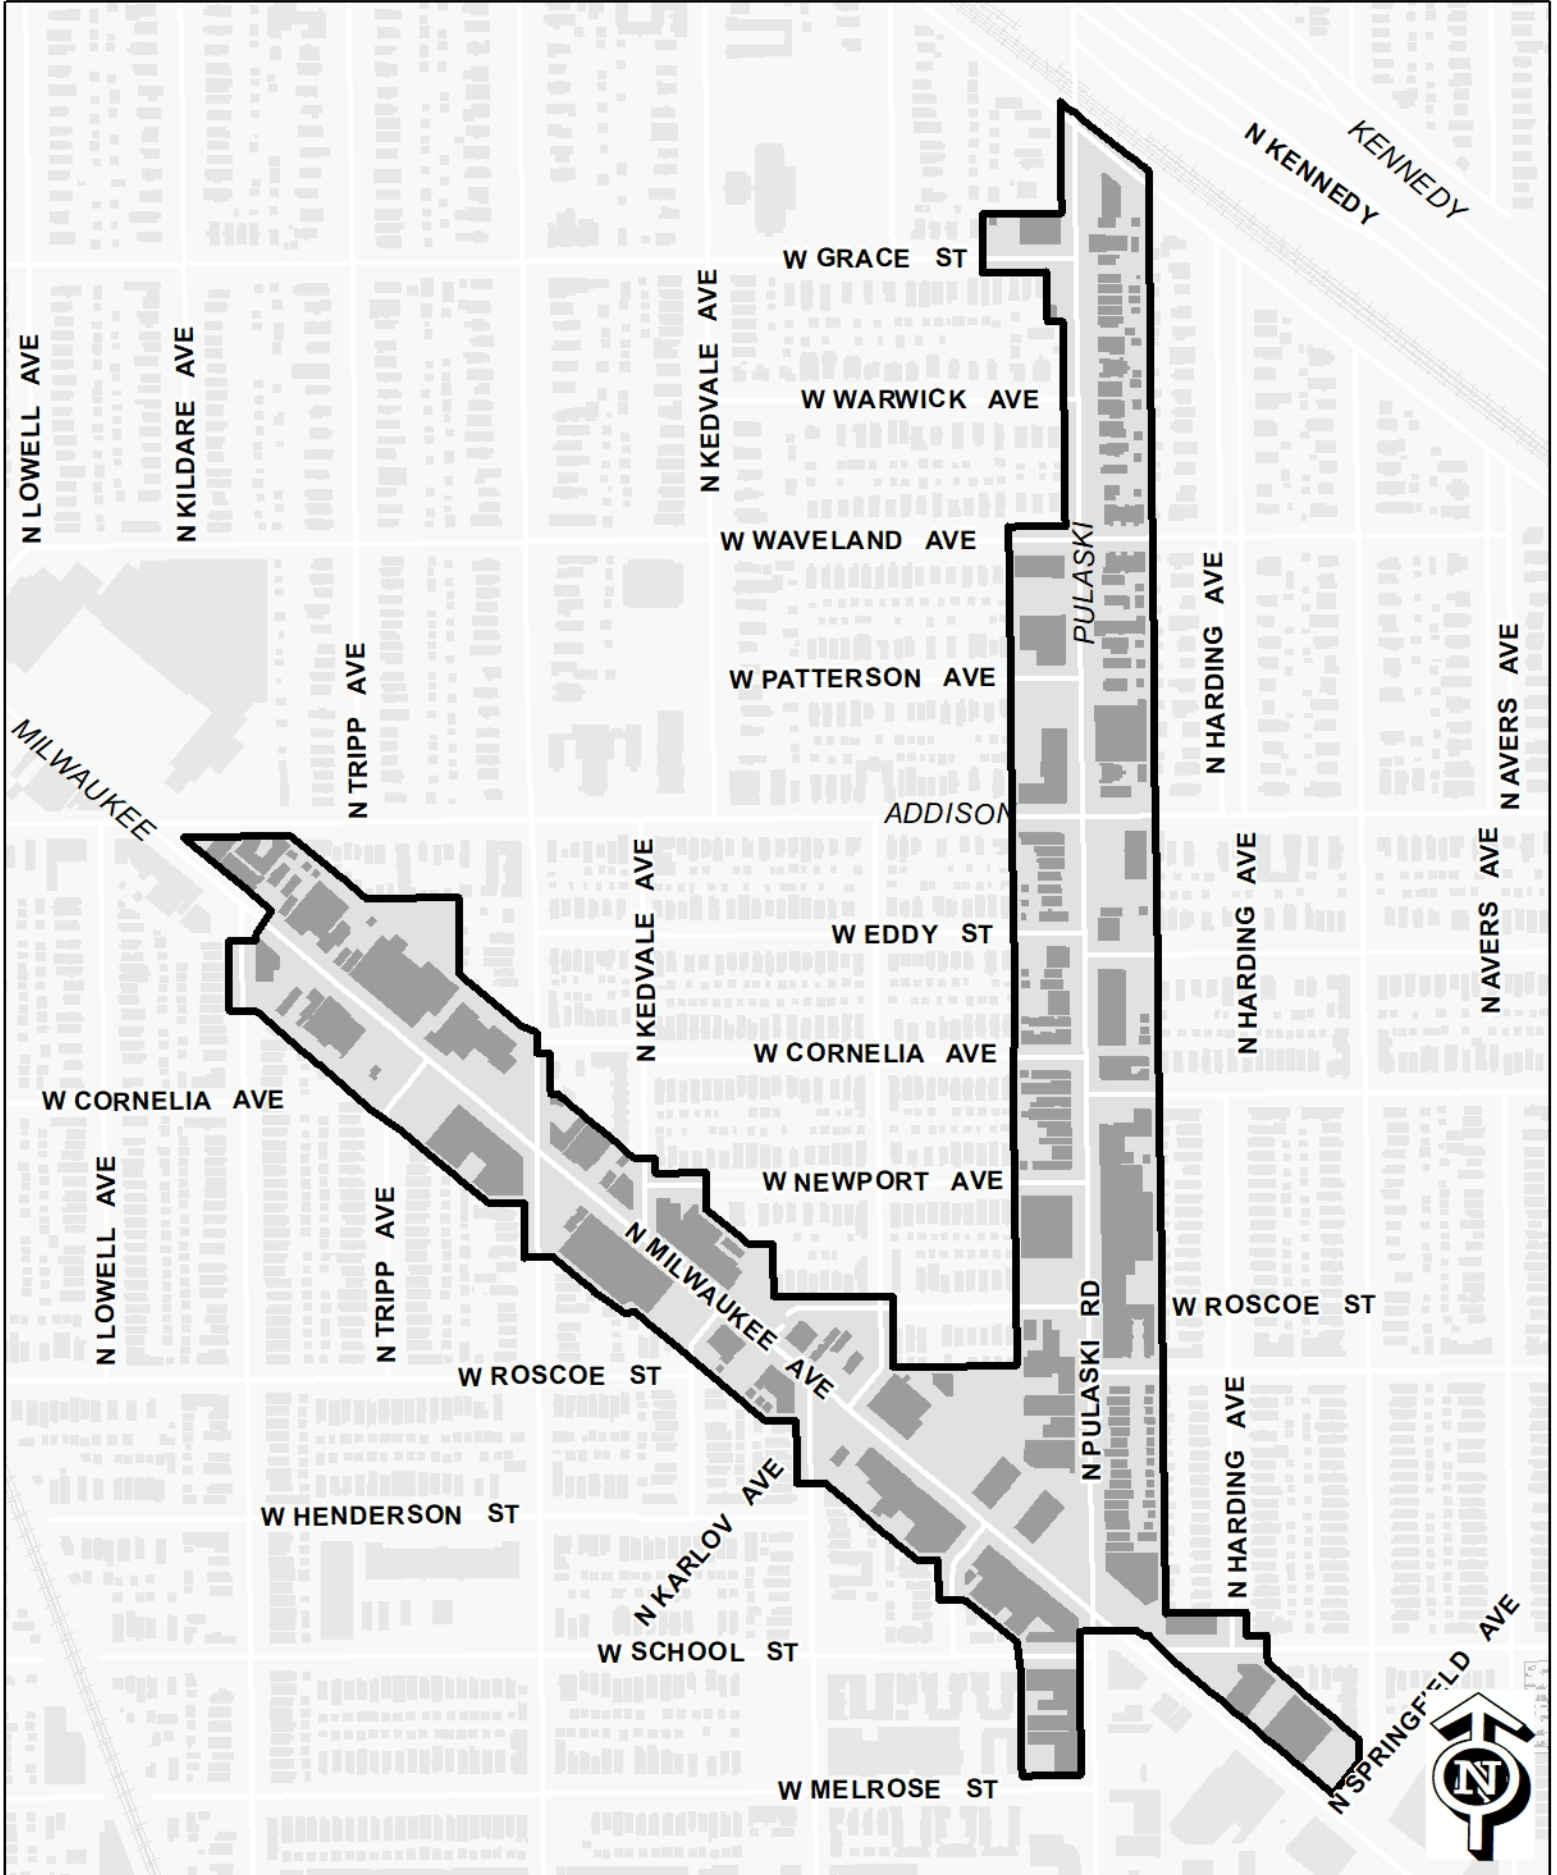 KENNEDY
N KENNEDY
W GRACE ST
N KEDVALE AVE
N LOWELL AVE
N KILDARE AVE
W WARWICK AVE
W WAVELAND AVE
PULASKI
N HARDING AVE
W PATTERSON AVE
N TRIPP AVE
N AVERS AVE
MILWAUKEE
ADDISON
N KEDVALE AVE
N HARDING AVE
N AVERS AVE
W EDDY ST
W CORNELIA AVE
W CORNELIA AVE
N LOWELL AVE
N TRIPP AVE
W NEWPORT AVE
N MILWAUKEE AVE
N PULASKI RD
W ROSCOE ST
W ROSCOE ST
N HARDING AVE
N KARLOV AVE
W HENDERSON ST
W SCHOOL ST
N SPRINGFIELD AVE
W MELROSE ST
N